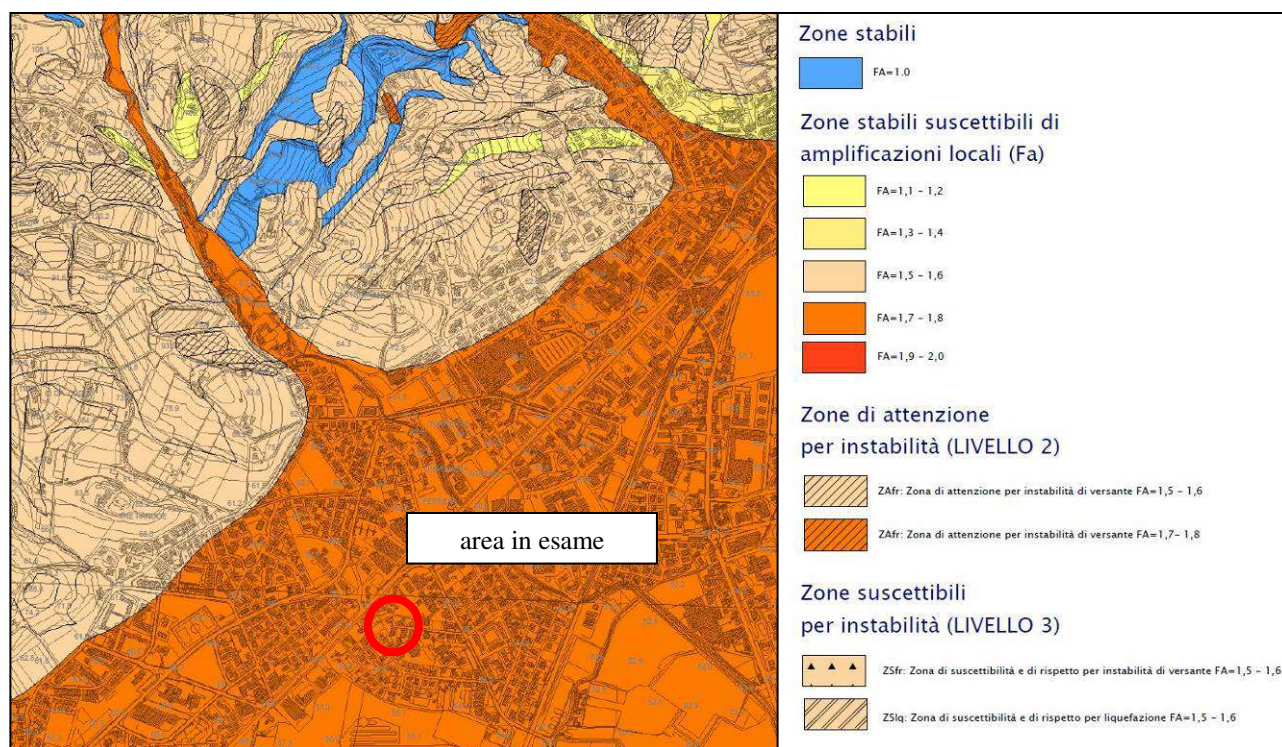 area in esame
Zone stabili
FA=1.0
Zone stabili suscettibili di
amplificazioni locali (Fa)
FA=1,1 – 1,2
FA=1,3 – 1,4
FA=1,5 – 1,6
FA=1,7 – 1,8
FA=1,9 – 2,0
Zone di attenzione
per instabilità (LIVELLO 2)
ZAfr: Zona di attenzione per instabilità di versante FA=1,5 – 1,6
ZAfr: Zona di attenzione per instabilità di versante FA=1,7– 1,8
Zone suscettibili
per instabilità (LIVELLO 3)
ZSfr: Zona di suscettibilità e di rispetto per instabilità di versante FA=1,5 – 1,6
ZSlq: Zona di suscettibilità e di rispetto per liquefazione FA=1,5 – 1,6